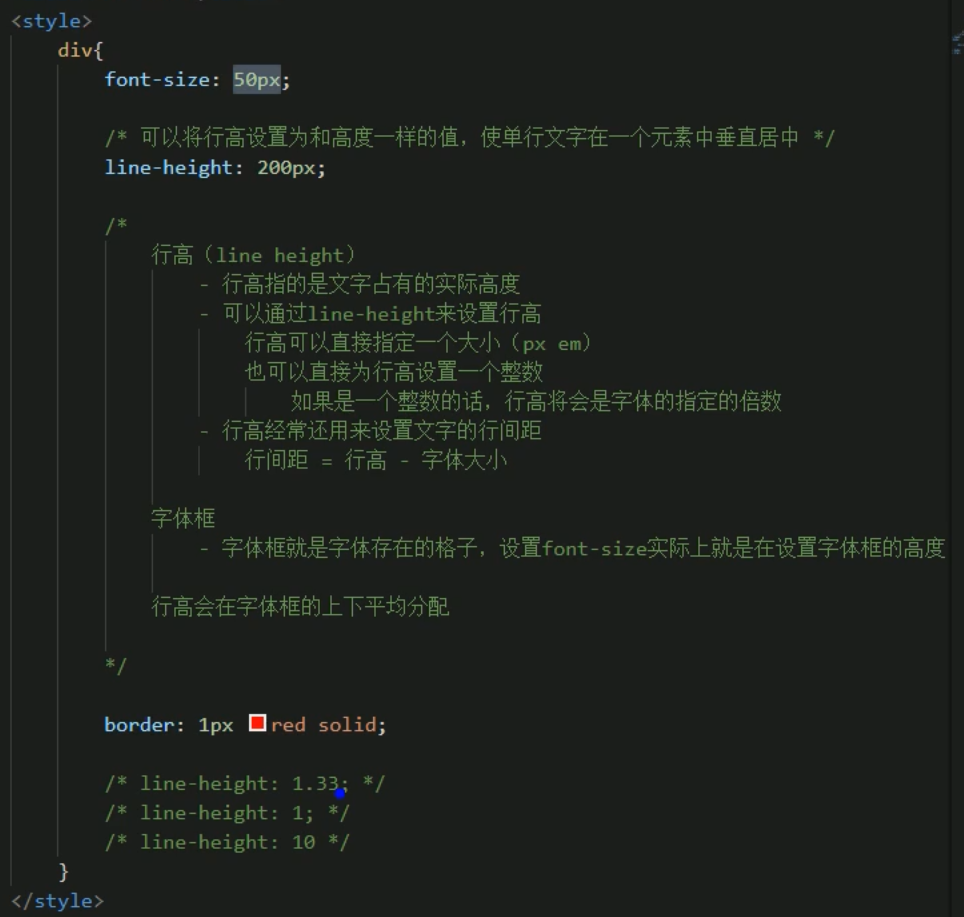 <style>
div{
font-size: 50px;
/* 可以将行高设置为和高度一样的值，使单行文字在一个元素中垂直居中 */
line-height: 200px;
/*
行高（line height）
- 行高指的是文字占有的实际高度
- 可以通过line-height来设置行高
行高可以直接指定一个大小（px em）
也可以直接为行高设置一个整数
如果是一个整数的话，行高将会是字体的指定的倍数
- 行高经常还用来设置文字的行间距
行间距 = 行高 - 字体大小
字体框
- 字体框就是字体存在的格子，设置font-size实际上就是在设置字体框的高度
行高会在字体框的上下平均分配
*/
border: 1px red solid;
/* line-height: 1.33; */
/* line-height: 1; */
/* line-height: 10 */
}
</style>